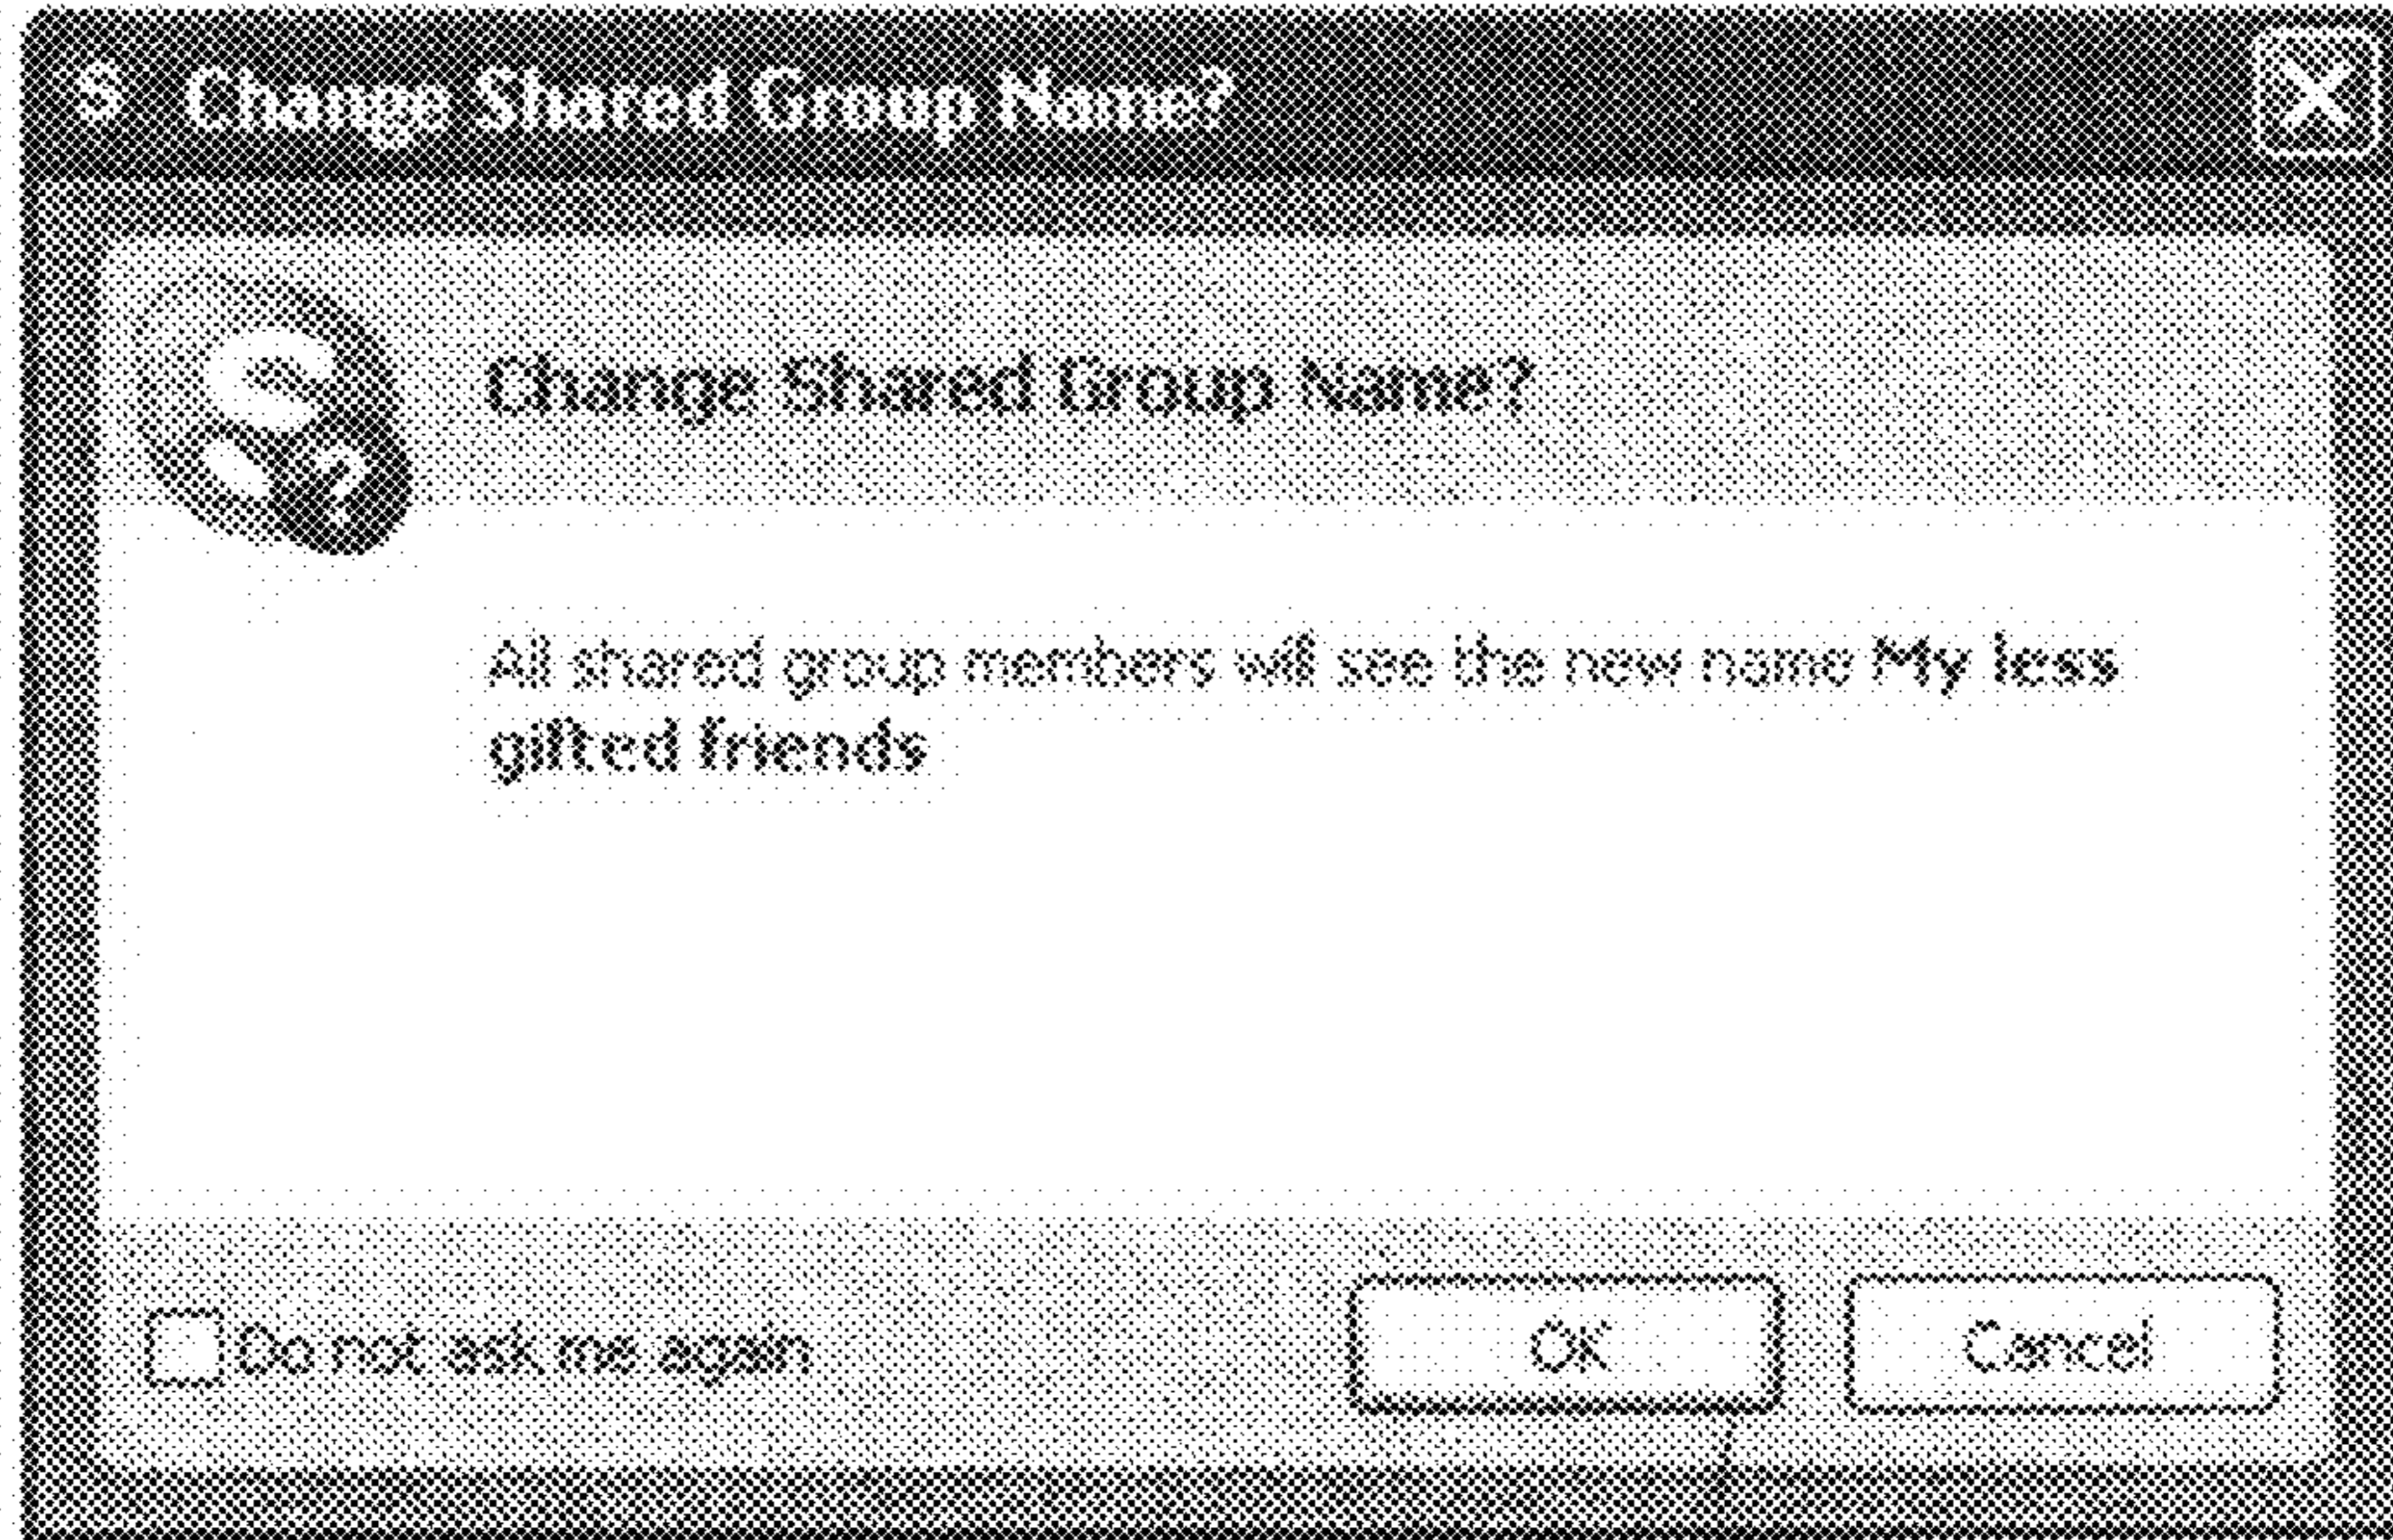 S Change Shared Group Name?
Change Shared Group Name?
All shared group members will see the new name My less
gifted friends
Do not ask me again
OK
Cancel